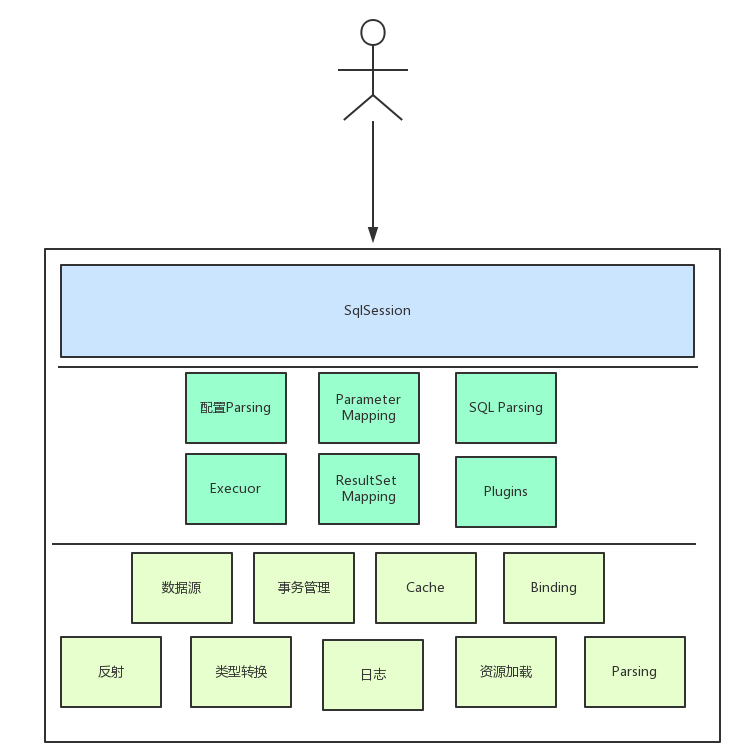 SqlSession
配置Parsing
Parameter
Mapping
SQL Parsing
Execuor
ResultSet
Mapping
Plugins
数据源
事务管理
Cache
Binding
反射
类型转换
日志
资源加载
Parsing